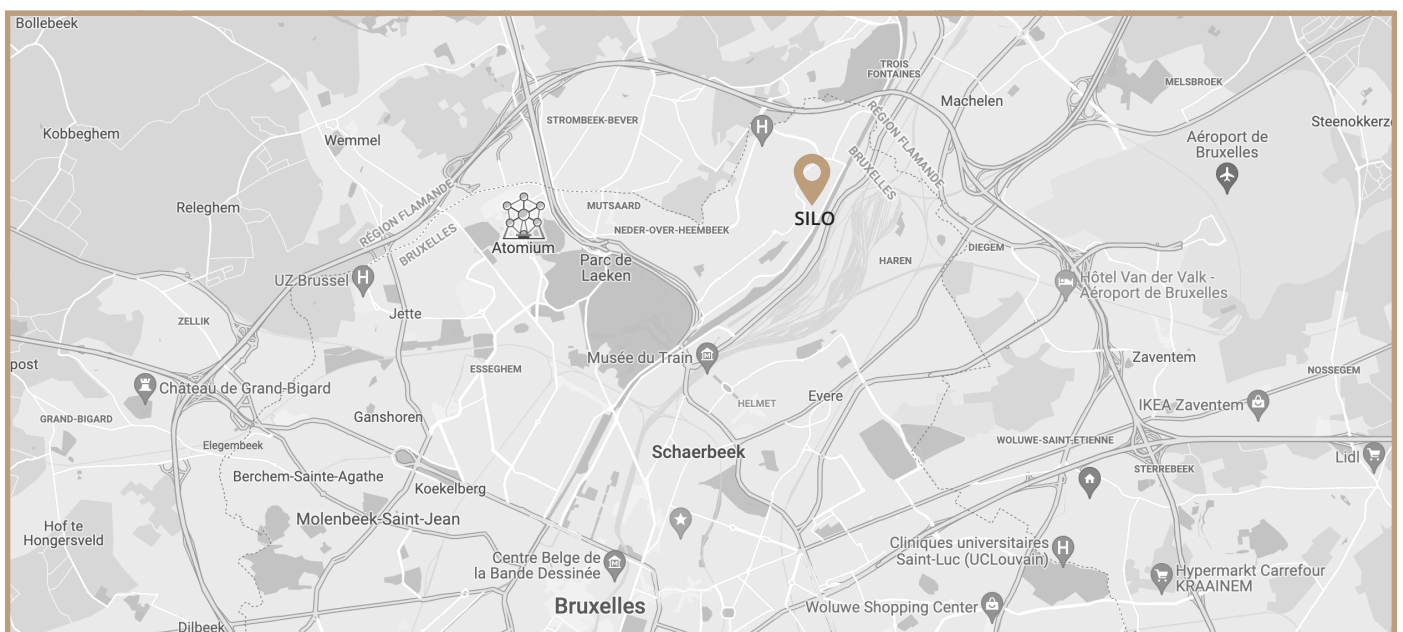 Bollebeek
TROIS
FONTAINES
MELSBROEK
Machelen
STROMBEEK-BEVER
Steenokkerz
Kobbeghem
Wemmel
H
Aéroport de
Bruxelles
RÉGION FLAMANDE
BRUXELLES
SILO
Releghem
MUTSAARD
NEDER-OVER-HEEMBEEK
RÉGION FLAMANDE
BRUXELLES
Atomium
DIEGEM
HAREN
Parc de
Laeken
UZ Brussel
H
Hôtel Van der Valk -
Aéroport de Bruxelles
Jette
ZELLIK
Musée du Train
M
Zaventem
post
ESSEGHEM
NOSSEGEM
Château de Grand-Bigard
Evere
HELMET
IKEA Zaventem
GRAND-BIGARD
Ganshoren
Elegembeek
Schaerbeek
WOLUWE-SAINT-ETIENNE
Lidl
STERREBEEK
Berchem-Sainte-Agathe
Koekelberg
Molenbeek-Saint-Jean
Hof te
Hongersveld
Cliniques universitaires
Saint-Luc (UCLouvain)
H
Centre Belge de
la Bande Dessinée
M
Hypermarkt Carrefour
KRAAINEM
Bruxelles
Woluwe Shopping Center
Dilbeek